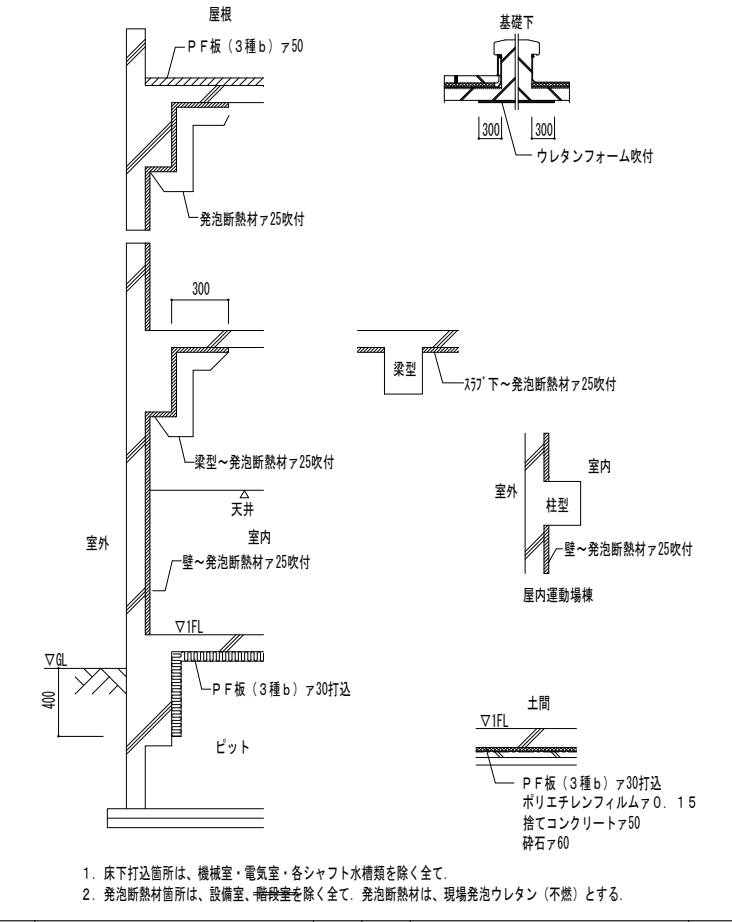 屋根
PF板(3種b)ァ50
基礎下
300
300
ウレタンフォーム吹付
発泡断熱材ァ25吹付
300
梁型
スラブ下～発泡断熱材ァ25吹付
梁型～発泡断熱材ァ25吹付
天井
室外
室内
壁～発泡断熱材ァ25吹付
室外
室内
柱型
壁～発泡断熱材ァ25吹付
屋内運動場棟
▽1FL
▽GL
400
PF板(3種b)ァ30打込
ピット
土間
▽1FL
PF板(3種b)ァ30打込
ポリエチレンフィルムァ0.15
捨てコンクリートァ50
砕石ァ60
1. 床下打込箇所は、機械室・電気室・各シャフト水槽類を除く全て.
2. 発泡断熱材箇所は、設備室、階段室を除く全て. 発泡断熱材は、現場発泡ウレタン(不燃)とする.